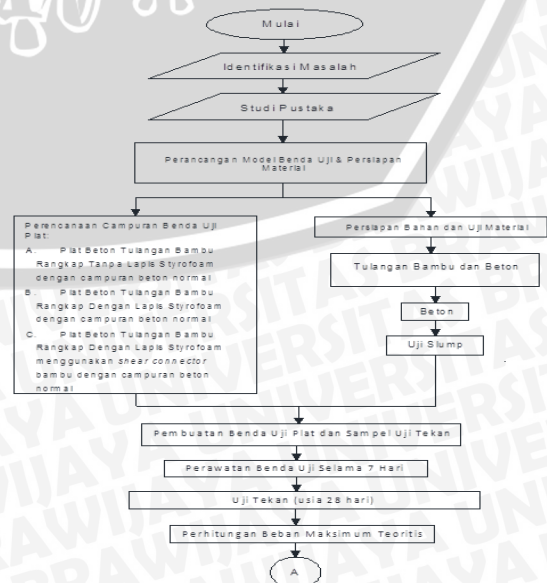 Mulai
Identifikasi Masalah
Studi Pustaka
Perancangan Model Benda Uji & Persiapan
Material
Perencanaan Campuran Benda Uji
Plat:
A. Plat Beton Tulangan Bambu
Rangkap Tanpa Lapis Styrofoam
dengan campuran beton normal
B. Plat Beton Tulangan Bambu
Rangkap Dengan Lapis Styrofoam
dengan campuran beton normal
C. Plat Beton Tulangan Bambu
Rangkap Dengan Lapis Styrofoam
menggunakan shear connector
bambu dengan campuran beton
normal
Persiapan Bahan dan Uji Material
Tulangan Bambu dan Beton
Beton
Uji Slump
Pembuatan Benda Uji Plat dan Sampel Uji Tekan
Perawatan Benda Uji Selama 7 Hari
Uji Tekan (usia 28 hari)
Perhitungan Beban Maksimum Teoritis
A